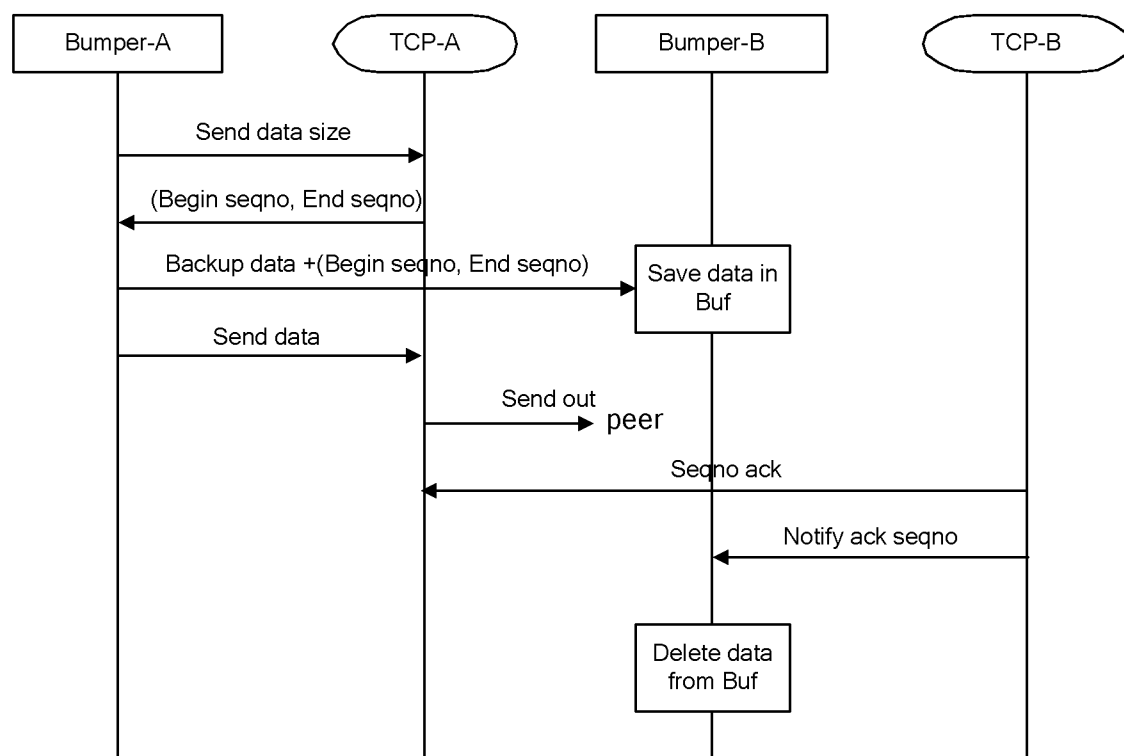 Bumper-A
TCP-A
Bumper-B
TCP-B
Send data size
(Begin seqno, End seqno)
Backup data +(Begin seqno, End seqno)
Save data in
Buf
Send data
Send out
peer
Seqno ack
Notify ack seqno
Delete data
from Buf